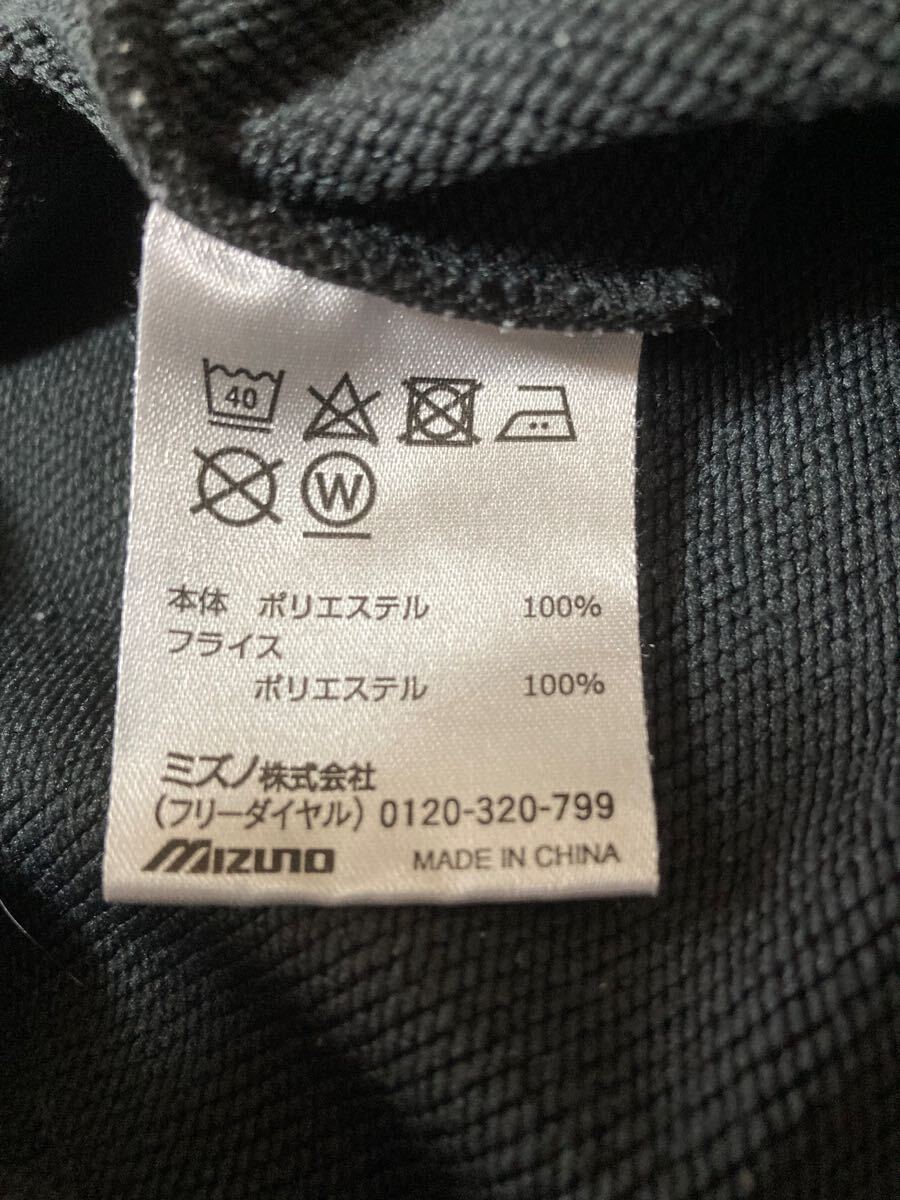 40
W
本体 ポリエステル 100%
フライス
ポリエステル 100%
ミズノ株式会社
(フリーダイヤル) 0120-320-799
MIZUNO MADE IN CHINA